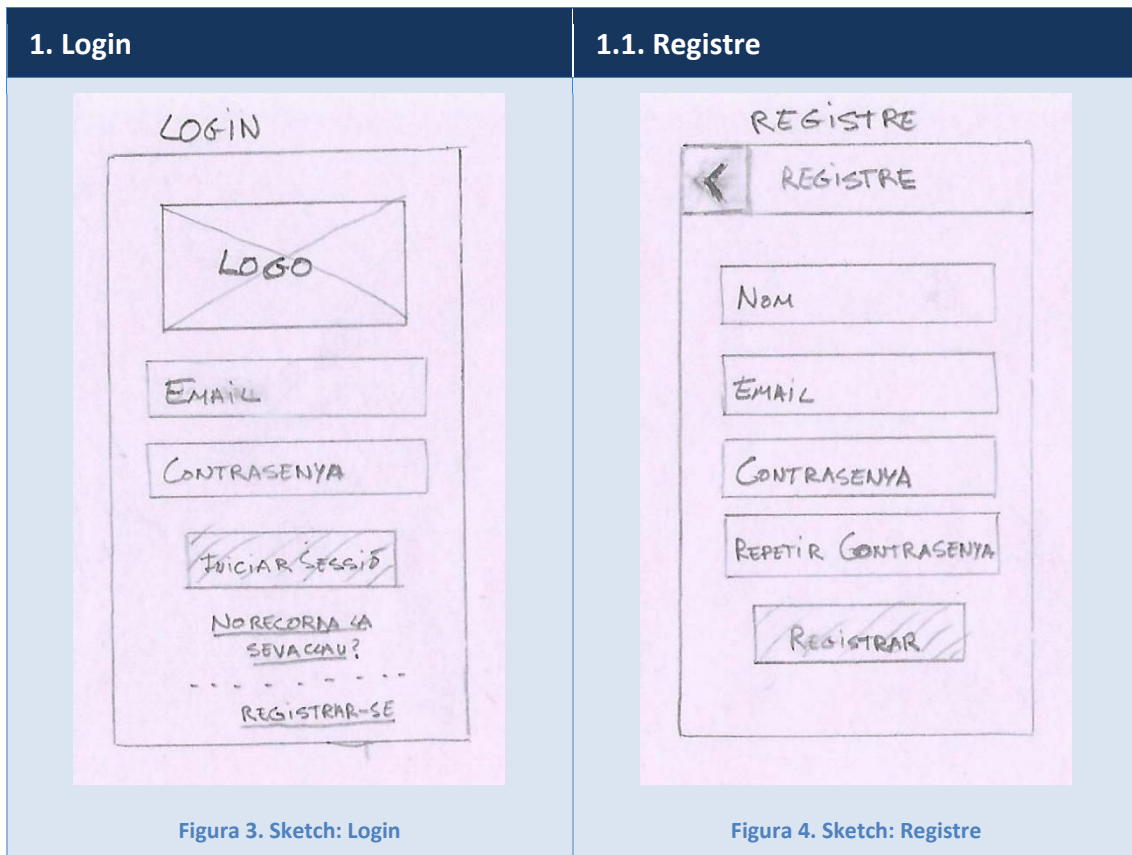 1. Login
1.1. Registre
LOGIN
LOGO
EMAIL
CONTRASENYA
INICIAR SESSIÓ
NO RECORDA LA
SEVA CLAU?
REGISTRAR-SE
REGISTRE
REGISTRE
NOM
EMAIL
CONTRASENYA
REPETIR CONTRASENYA
REGISTRAR
Figura 3. Sketch: Login
Figura 4. Sketch: Registre